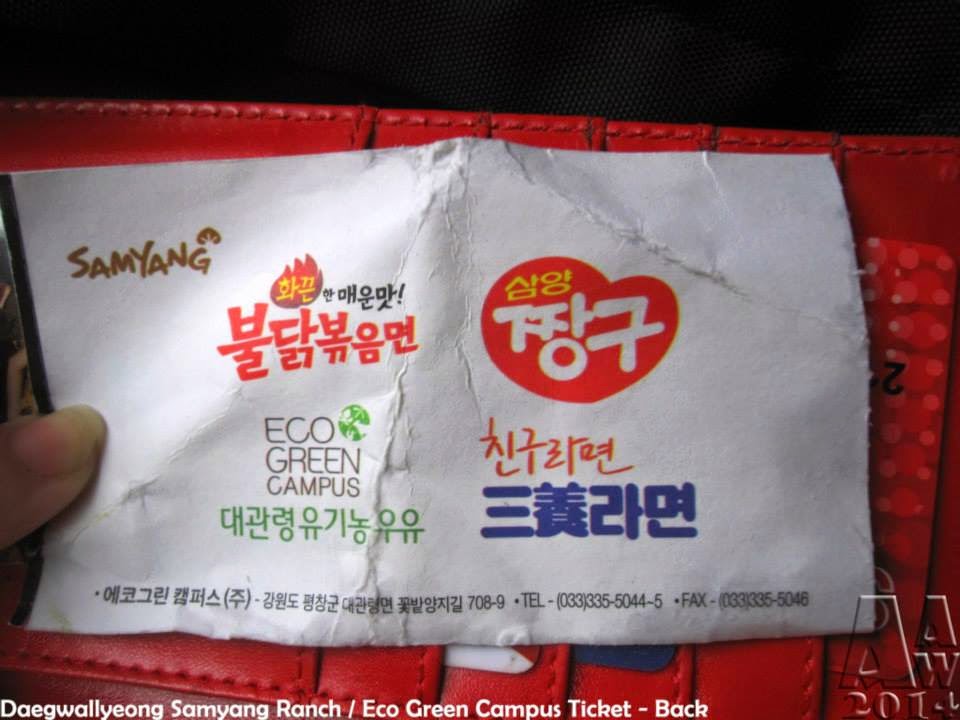 SAMYANG
화끈한 매운맛!
불닭볶음면
삼양
짱구
ECO
GREEN
CAMPUS
대관령유기농우유
친구라면
三養라면
• 에코그린 캠퍼스(주) - 강원도 평창군 대관령면 꽃밭양지길 708-9 • TEL - (033)335-5044~5 • FAX - (033)335-5046
2014
Daegwallyeong Samyang Ranch / Eco Green Campus Ticket - Back